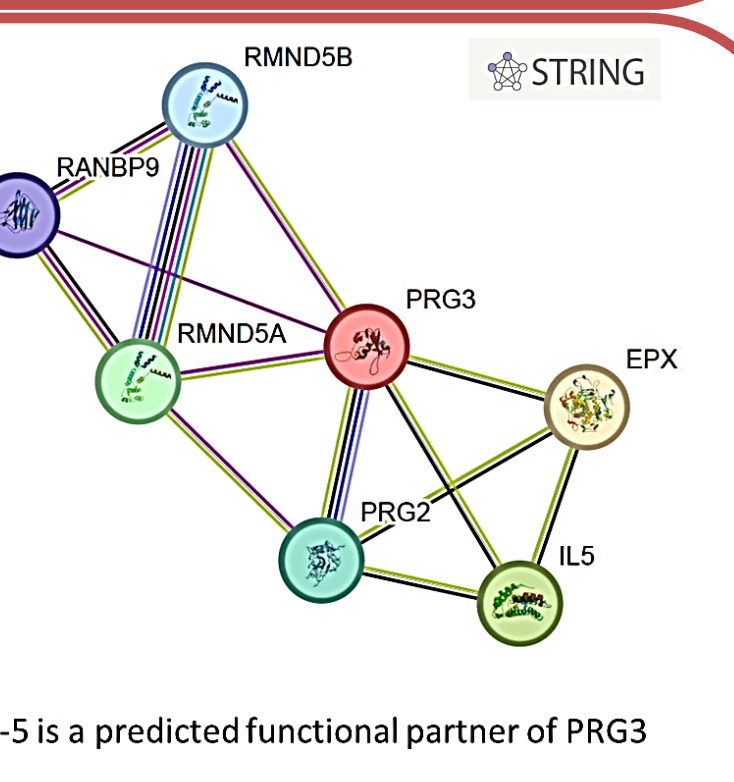 RMND5B
STRING
RANBP9
PRG3
RMND5A
EPX
PRG2
IL5
-5 is a predicted functional partner of PRG3